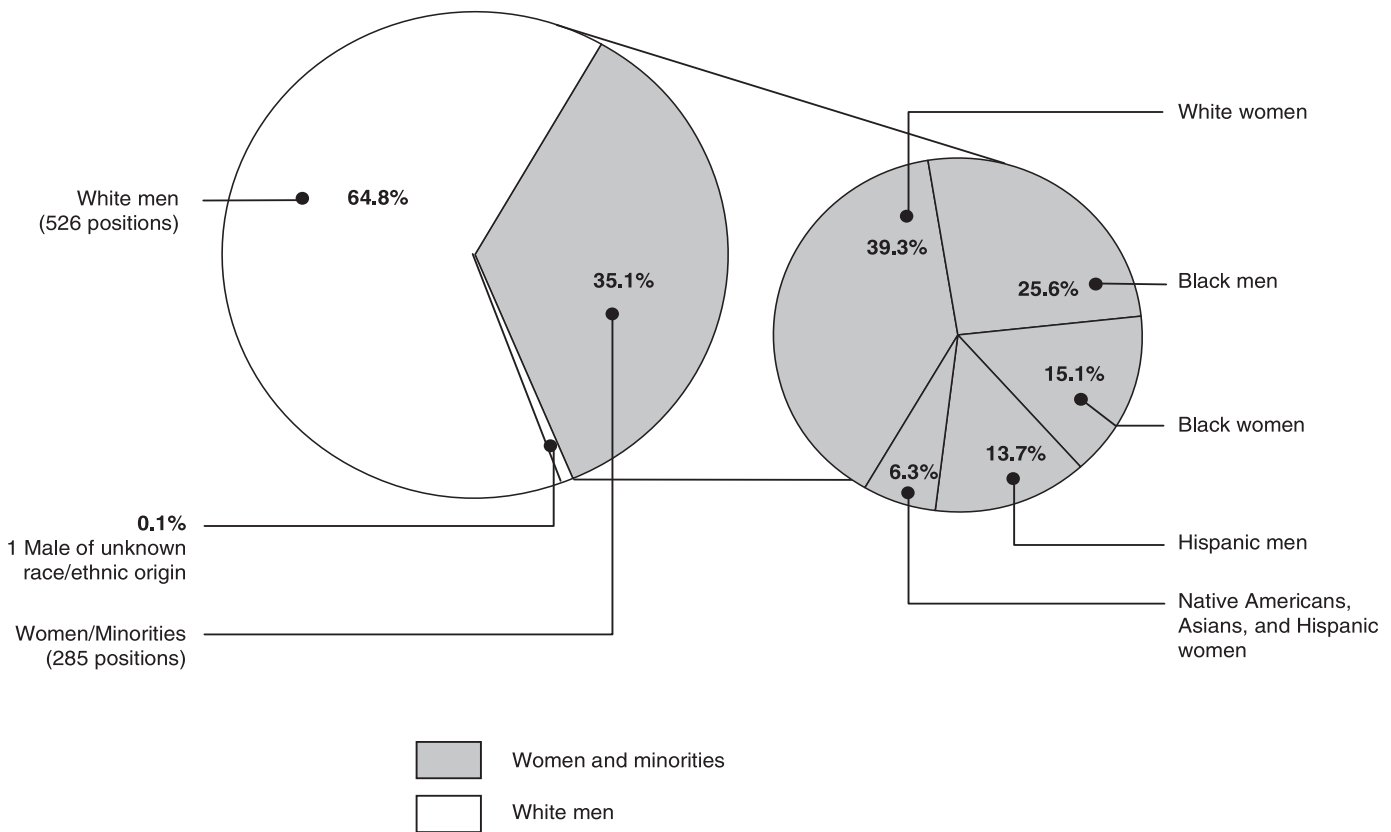 White men
(526 positions)
64.8%
35.1%
0.1%
1 Male of unknown
race/ethnic origin
Women/Minorities
(285 positions)
White women
39.3%
Black men
25.6%
15.1%
Black women
13.7%
Hispanic men
6.3%
Native Americans,
Asians, and Hispanic
women
Women and minorities
White men